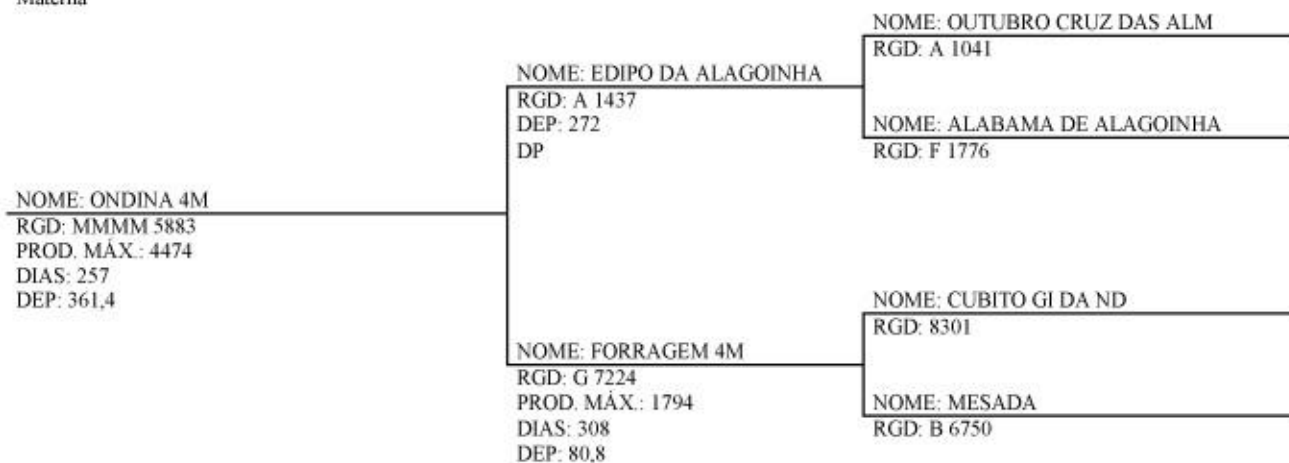 Materna
NOME: OUTUBRO CRUZ DAS ALM
RGD: A 1041
NOME: EDIPO DA ALAGOINHA
RGD: A 1437
DEP: 272
DP
NOME: ALABAMA DE ALAGOINHA
RGD: F 1776
NOME: ONDINA 4M
RGD: MMMM 5883
PROD. MÁX.: 4474
DIAS: 257
DEP: 361,4
NOME: CUBITO GI DA ND
RGD: 8301
NOME: FORRAGEM 4M
RGD: G 7224
PROD. MÁX.: 1794
DIAS: 308
DEP: 80,8
NOME: MESADA
RGD: B 6750